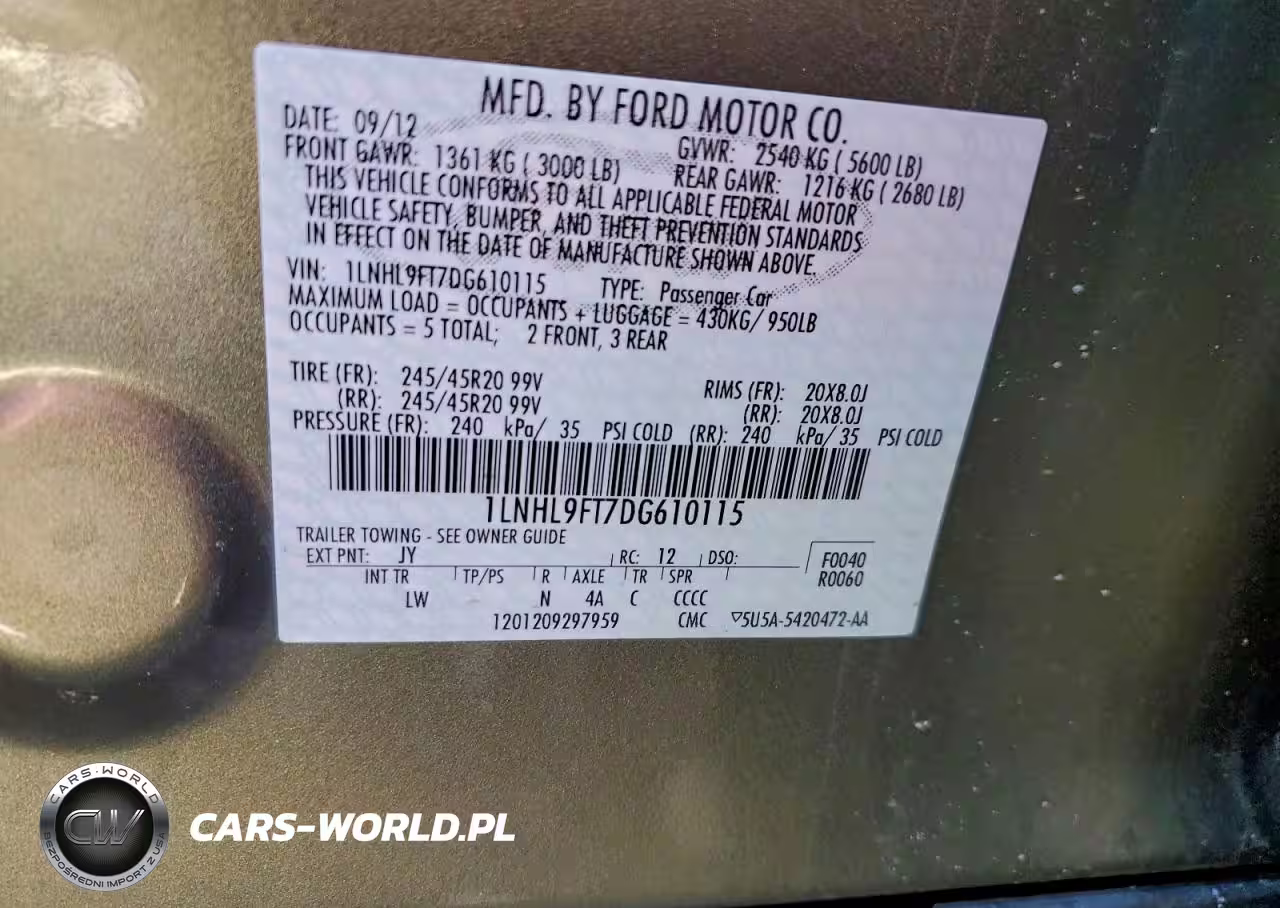 MFD. BY FORD MOTOR CO.
DATE: 09/12 GVWR: 2540 KG ( 5600 LB)
FRONT GAWR: 1361 KG ( 3000 LB) REAR GAWR: 1216 KG ( 2680 LB)
THIS VEHICLE CONFORMS TO ALL APPLICABLE FEDERAL MOTOR
VEHICLE SAFETY, BUMPER, AND THEFT PREVENTION STANDARDS
IN EFFECT ON THE DATE OF MANUFACTURE SHOWN ABOVE.
VIN: 1LNHL9FT7DG610115 TYPE: Passenger Car
MAXIMUM LOAD = OCCUPANTS + LUGGAGE = 430KG/ 950LB
OCCUPANTS = 5 TOTAL; 2 FRONT, 3 REAR
TIRE (FR): 245/45R20 99V RIMS (FR): 20X8.0J
(RR): 245/45R20 99V (RR): 20X8.0J
PRESSURE (FR): 240 kPa/ 35 PSI COLD (RR): 240 kPa/ 35 PSI COLD
1LNHL9FT7DG610115
TRAILER TOWING - SEE OWNER GUIDE
EXT PNT: JY RC: 12 DSO: F0040
INT TR TP/PS R AXLE TR SPR R0060
LW N 4A C CCCC
1201209297959 CMC ▽5U5A-5420472-AA
CARS-WORLD
CW
BEZPOŚREDNI IMPORT Z USA
CARS-WORLD.PL